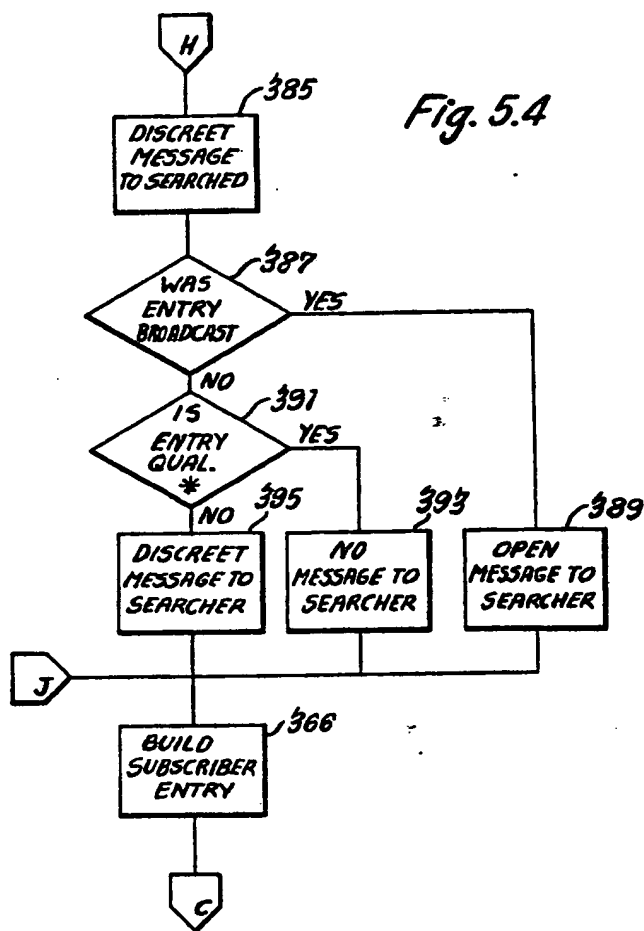 H
385
Fig. 5.4
DISCREET
MESSAGE
TO SEARCHED
387
WAS
ENTRY
BROADCAST
YES
NO
391
IS
ENTRY
QUAL.
*
YES
NO
395
393
389
DISCREET
MESSAGE TO
SEARCHER
NO
MESSAGE TO
SEARCHER
OPEN
MESSAGE TO
SEARCHER
J
366
BUILD
SUBSCRIBER
ENTRY
C